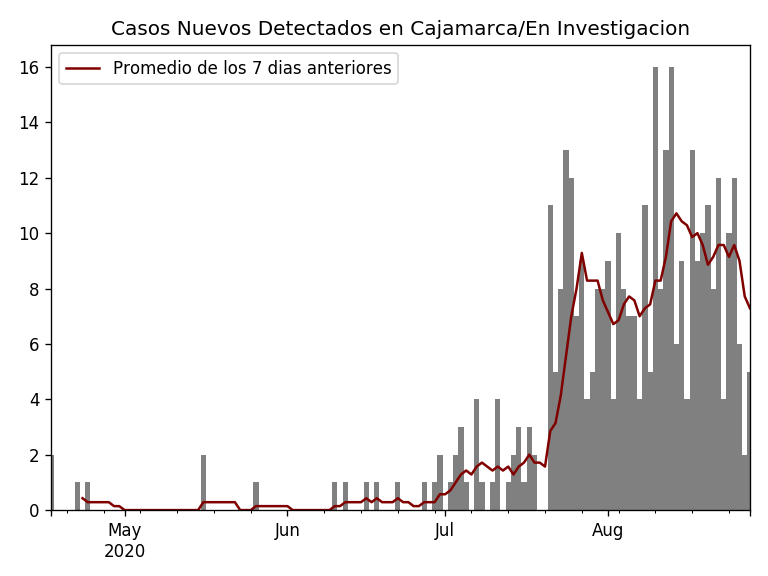 Casos Nuevos Detectados en Cajamarca/En Investigacion
Promedio de los 7 dias anteriores
16
14
12
10
8
6
4
2
0
May
2020
Jun
Jul
Aug